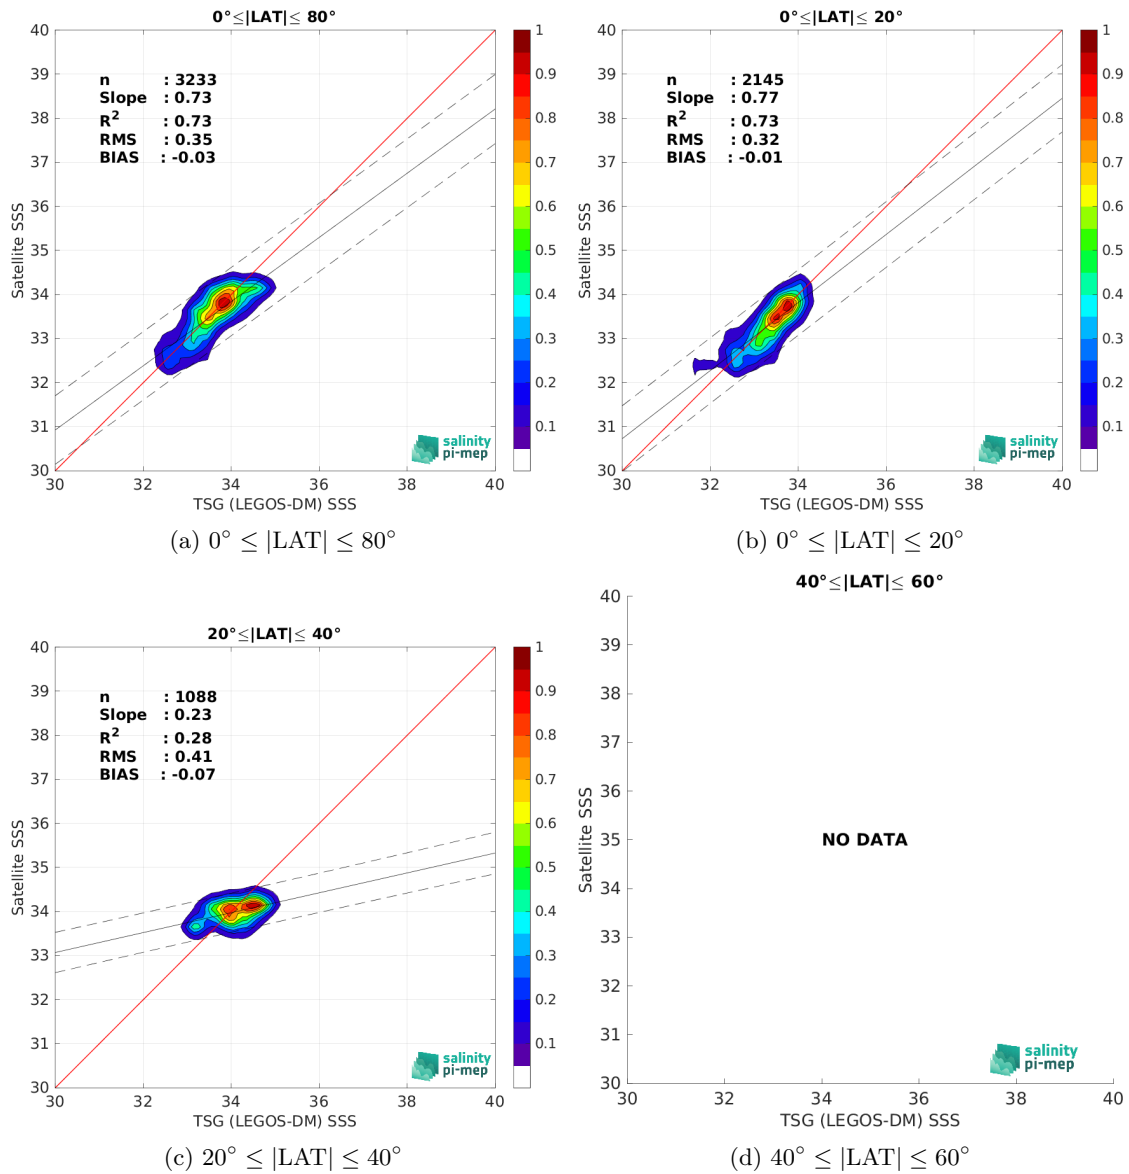 0°≤|LAT|≤ 80°
40
39
38
37
36
35
34
33
32
31
30
Satellite SSS
n : 3233
Slope : 0.73
R² : 0.73
RMS : 0.35
BIAS : -0.03
salinity
pi-mep
30 32 34 36 38 40
TSG (LEGOS-DM) SSS
1
0.9
0.8
0.7
0.6
0.5
0.4
0.3
0.2
0.1
(a) 0° ≤ |LAT| ≤ 80°
0°≤|LAT|≤ 20°
40
39
38
37
36
35
34
33
32
31
30
Satellite SSS
n : 2145
Slope : 0.77
R² : 0.73
RMS : 0.32
BIAS : -0.01
salinity
pi-mep
30 32 34 36 38 40
TSG (LEGOS-DM) SSS
1
0.9
0.8
0.7
0.6
0.5
0.4
0.3
0.2
0.1
(b) 0° ≤ |LAT| ≤ 20°
20°≤|LAT|≤ 40°
40
39
38
37
36
35
34
33
32
31
30
Satellite SSS
n : 1088
Slope : 0.23
R² : 0.28
RMS : 0.41
BIAS : -0.07
salinity
pi-mep
30 32 34 36 38 40
TSG (LEGOS-DM) SSS
1
0.9
0.8
0.7
0.6
0.5
0.4
0.3
0.2
0.1
(c) 20° ≤ |LAT| ≤ 40°
40°≤|LAT|≤ 60°
40
39
38
37
36
35
34
33
32
31
30
Satellite SSS
NO DATA
salinity
pi-mep
30 32 34 36 38 40
TSG (LEGOS-DM) SSS
(d) 40° ≤ |LAT| ≤ 60°